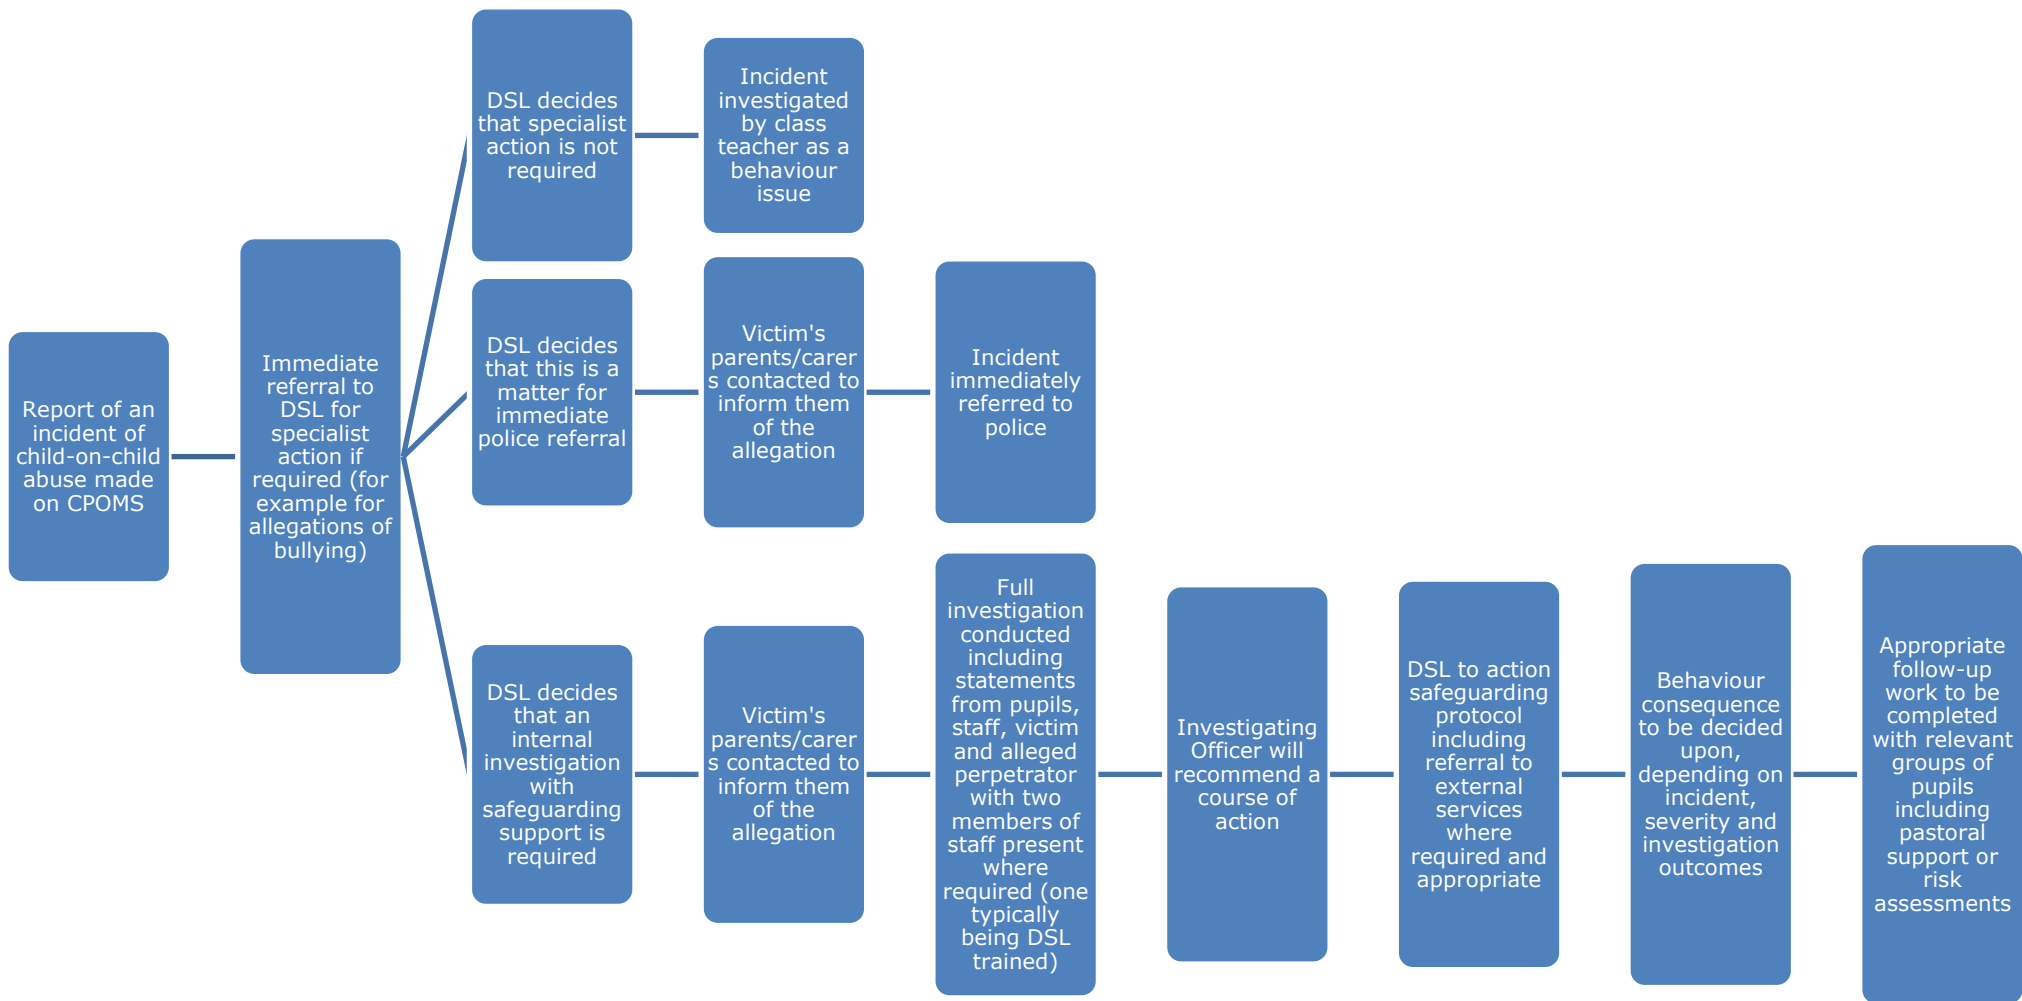 Report of an
incident of
child-on-child
abuse made
on CPOMS
Immediate
referral to
DSL for
specialist
action if
required (for
example for
allegations of
bullying)
DSL decides
that specialist
action is not
required
Incident
investigated
by class
teacher as a
behaviour
issue
DSL decides
that this is a
matter for
immediate
police referral
Victim's
parents/carer
s contacted to
inform them
of the
allegation
Incident
immediately
referred to
police
DSL decides
that an
internal
investigation
with
safeguarding
support is
required
Victim's
parents/carer
s contacted to
inform them
of the
allegation
Full
investigation
conducted
including
statements
from pupils,
staff, victim
and alleged
perpetrator
with two
members of
staff present
where
required (one
typically
being DSL
trained)
Investigating
Officer will
recommend a
course of
action
DSL to action
safeguarding
protocol
including
referral to
external
services
where
required and
appropriate
Behaviour
consequence
to be decided
upon,
depending on
incident,
severity and
investigation
outcomes
Appropriate
follow-up
work to be
completed
with relevant
groups of
pupils
including
pastoral
support or
risk
assessments